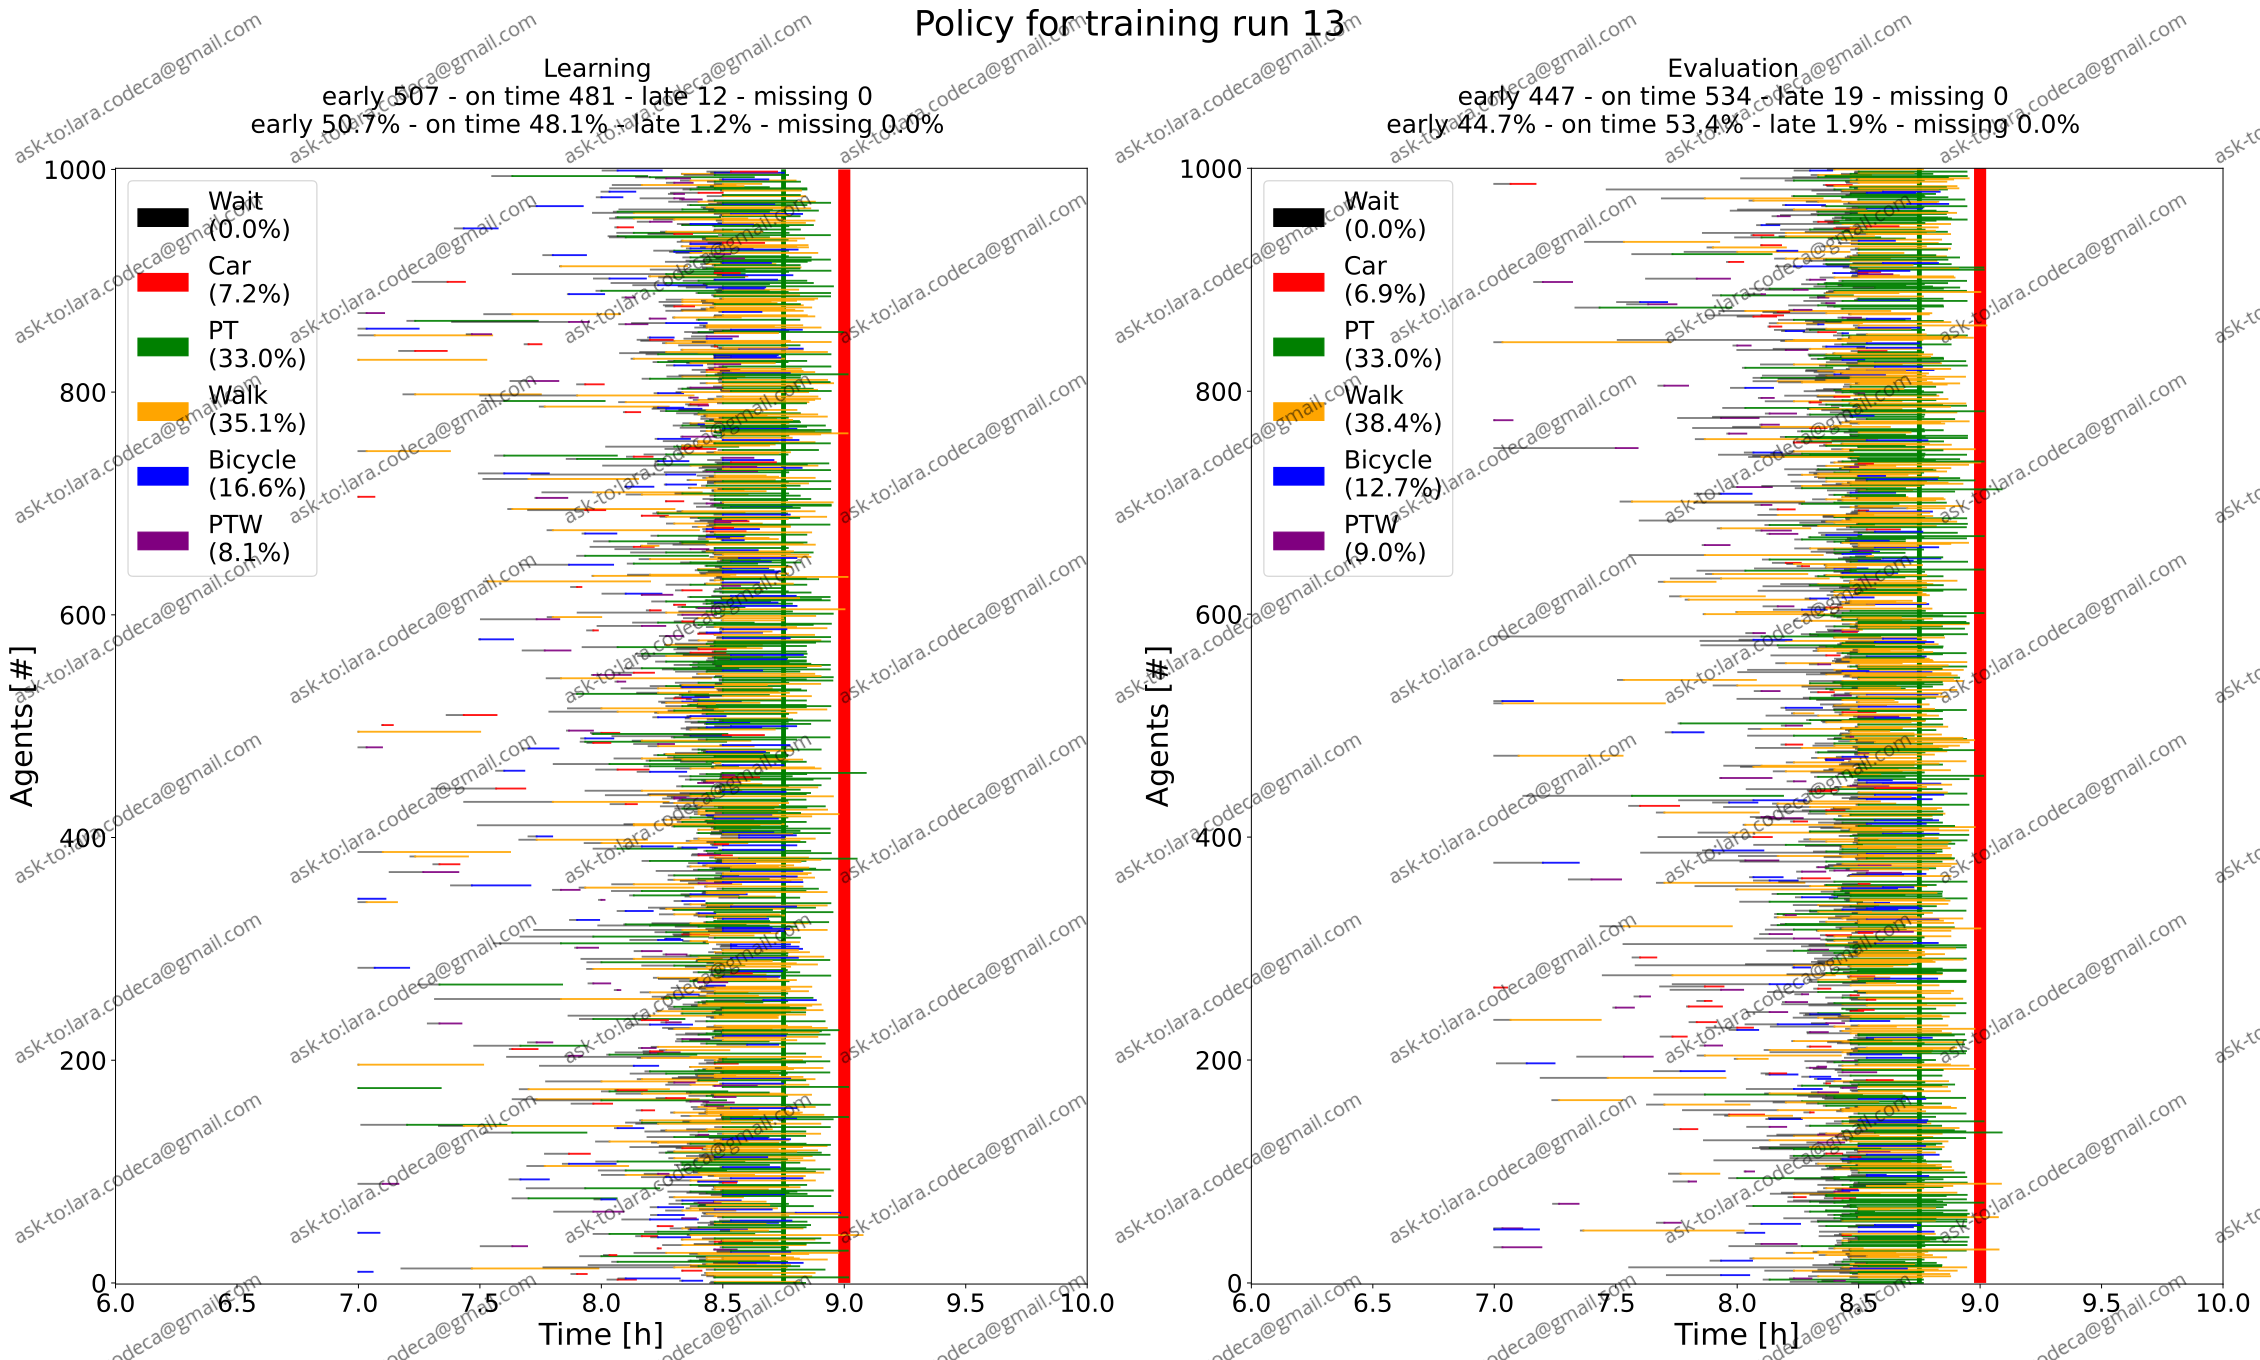 Policy for training run 13
Learning
early 507 - on time 481 - late 12 - missing 0
early 50.7% - on time 48.1% - late 1.2% - missing 0.0%
Agents [#]
1000
800
600
400
200
0
Wait
(0.0%)
Car
(7.2%)
PT
(33.0%)
Walk
(35.1%)
Bicycle
(16.6%)
PTW
(8.1%)
6.0 6.5 7.0 7.5 8.0 8.5 9.0 9.5 10.0
Time [h]
Evaluation
early 447 - on time 534 - late 19 - missing 0
early 44.7% - on time 53.4% - late 1.9% - missing 0.0%
Agents [#]
1000
800
600
400
200
0
Wait
(0.0%)
Car
(6.9%)
PT
(33.0%)
Walk
(38.4%)
Bicycle
(12.7%)
PTW
(9.0%)
6.0 6.5 7.0 7.5 8.0 8.5 9.0 9.5 10.0
Time [h]
ask-to:lara.codeca@gmail.com